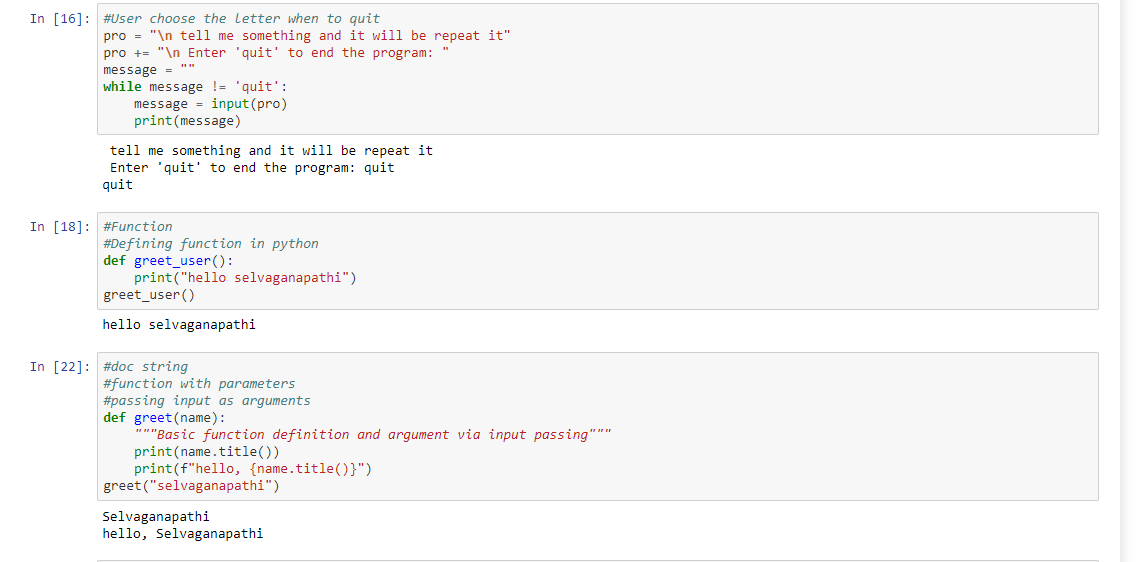 In [16]: #User choose the Letter when to quit
pro = "\n tell me something and it will be repeat it"
pro += "\n Enter 'quit' to end the program: "
message = ""
while message != 'quit':
    message = input(pro)
    print(message)
 tell me something and it will be repeat it
 Enter 'quit' to end the program: quit
quit
In [18]: #Function
#Defining function in python
def greet_user():
    print("hello selvaganapathi")
greet_user()
hello selvaganapathi
In [22]: #doc string
#function with parameters
#passing input as arguments
def greet(name):
    """Basic function definition and argument via input passing"""
    print(name.title())
    print(f"hello, {name.title()}")
greet("selvaganapathi")
Selvaganapathi
hello, Selvaganapathi